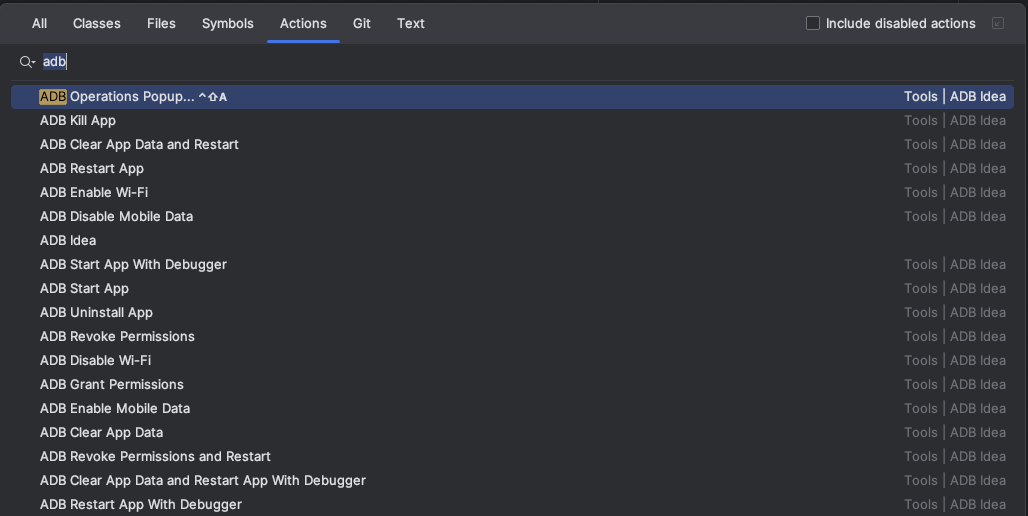 All Classes Files Symbols Actions Git Text Include disabled actions
adb
ADB Operations Popup... ⌃⇧A Tools | ADB Idea
ADB Kill App Tools | ADB Idea
ADB Clear App Data and Restart Tools | ADB Idea
ADB Restart App Tools | ADB Idea
ADB Enable Wi-Fi Tools | ADB Idea
ADB Disable Mobile Data Tools | ADB Idea
ADB Idea
ADB Start App With Debugger Tools | ADB Idea
ADB Start App Tools | ADB Idea
ADB Uninstall App Tools | ADB Idea
ADB Revoke Permissions Tools | ADB Idea
ADB Disable Wi-Fi Tools | ADB Idea
ADB Grant Permissions Tools | ADB Idea
ADB Enable Mobile Data Tools | ADB Idea
ADB Clear App Data Tools | ADB Idea
ADB Revoke Permissions and Restart Tools | ADB Idea
ADB Clear App Data and Restart App With Debugger Tools | ADB Idea
ADB Restart App With Debugger Tools | ADB Idea